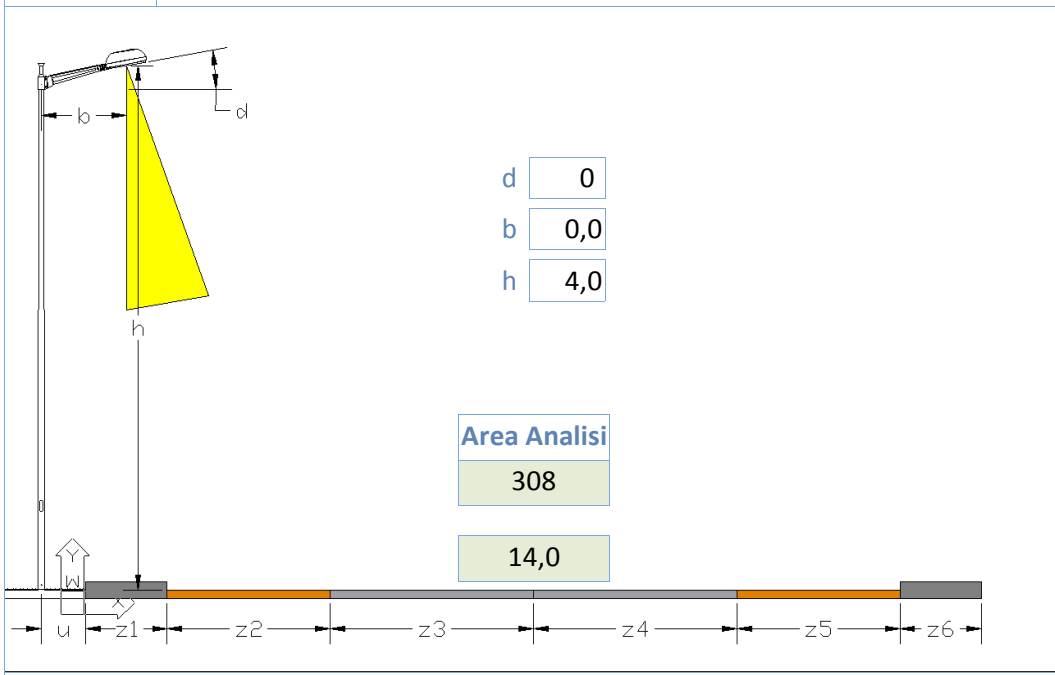 d
b
d 0
b 0,0
h 4,0
h
Area Analisi
308
14,0
Y
W
X
u z1 z2 z3 z4 z5 z6